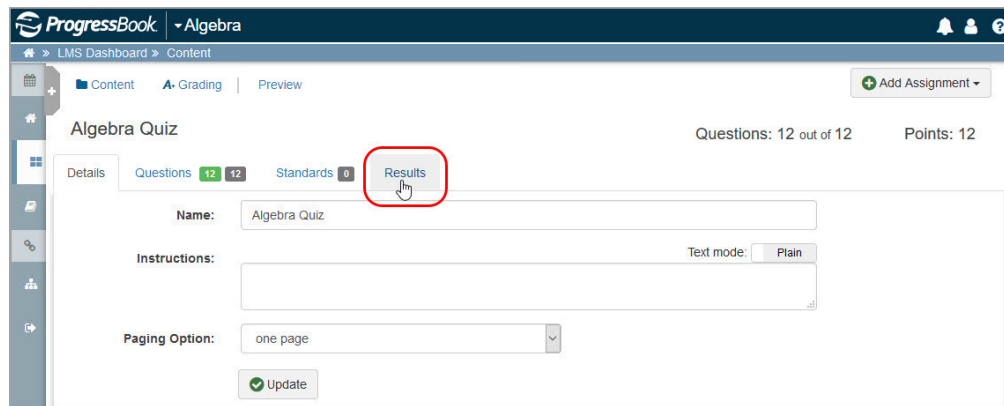 ProgressBook Algebra
» LMS Dashboard » Content
Content A+ Grading Preview Add Assignment
Algebra Quiz Questions: 12 out of 12 Points: 12
Details Questions 12 12 Standards 0 Results
Name: Algebra Quiz
Text mode: Plain
Instructions:
Paging Option: one page
Update